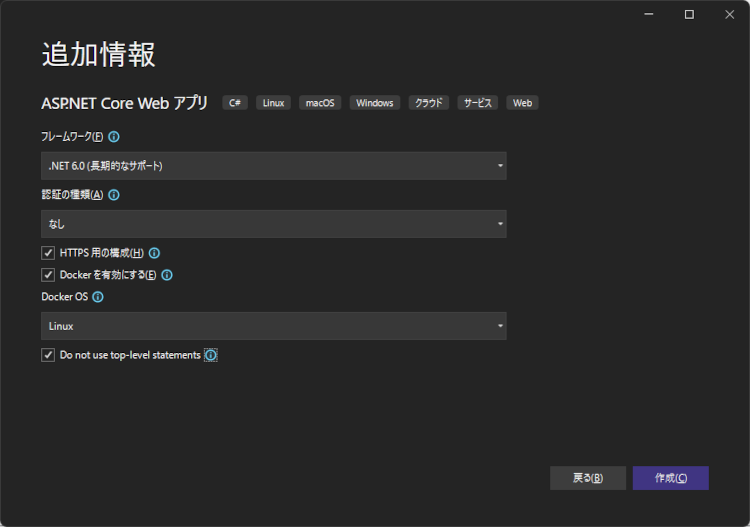 追加情報
ASP.NET Core Web アプリ C# Linux macOS Windows クラウド サービス Web
フレームワーク(F)
.NET 6.0 (長期的なサポート)
認証の種類(A)
なし
HTTPS 用の構成(H)
Docker を有効にする(E)
Docker OS
Linux
Do not use top-level statements
戻る(B) 作成(C)